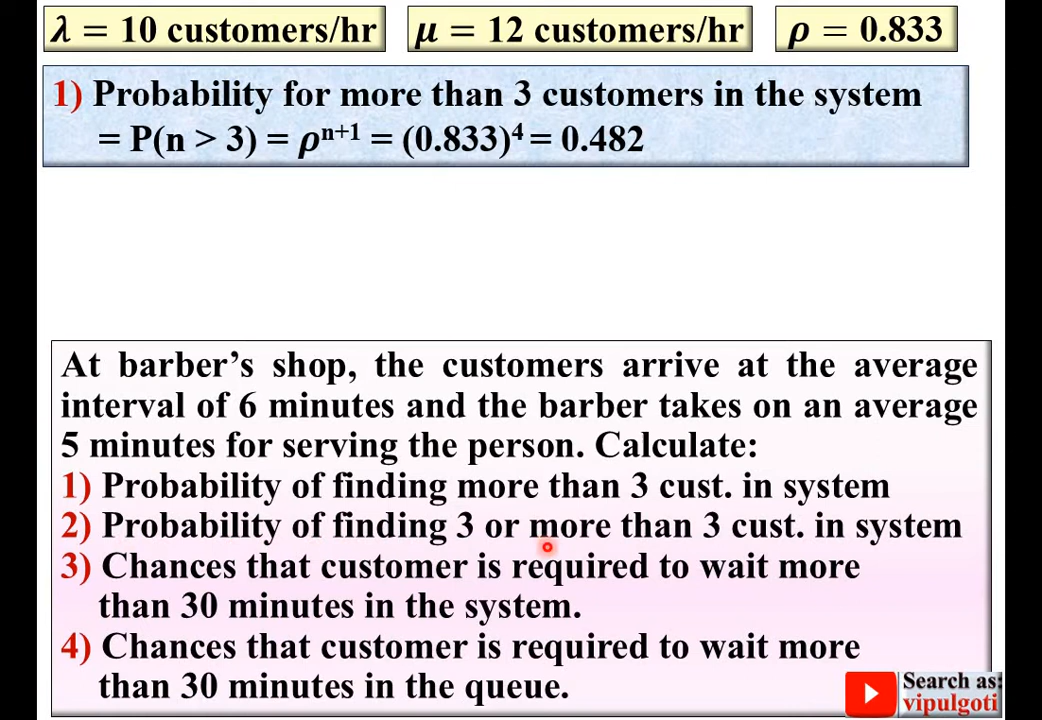 λ = 10 customers/hr μ = 12 customers/hr ρ = 0.833
1) Probability for more than 3 customers in the system
= P(n > 3) = ρⁿ⁺¹ = (0.833)⁴ = 0.482
At barber’s shop, the customers arrive at the average
interval of 6 minutes and the barber takes on an average
5 minutes for serving the person. Calculate:
1) Probability of finding more than 3 cust. in system
2) Probability of finding 3 or more than 3 cust. in system
3) Chances that customer is required to wait more
than 30 minutes in the system.
4) Chances that customer is required to wait more
than 30 minutes in the queue.
Search as:
vipulgoti